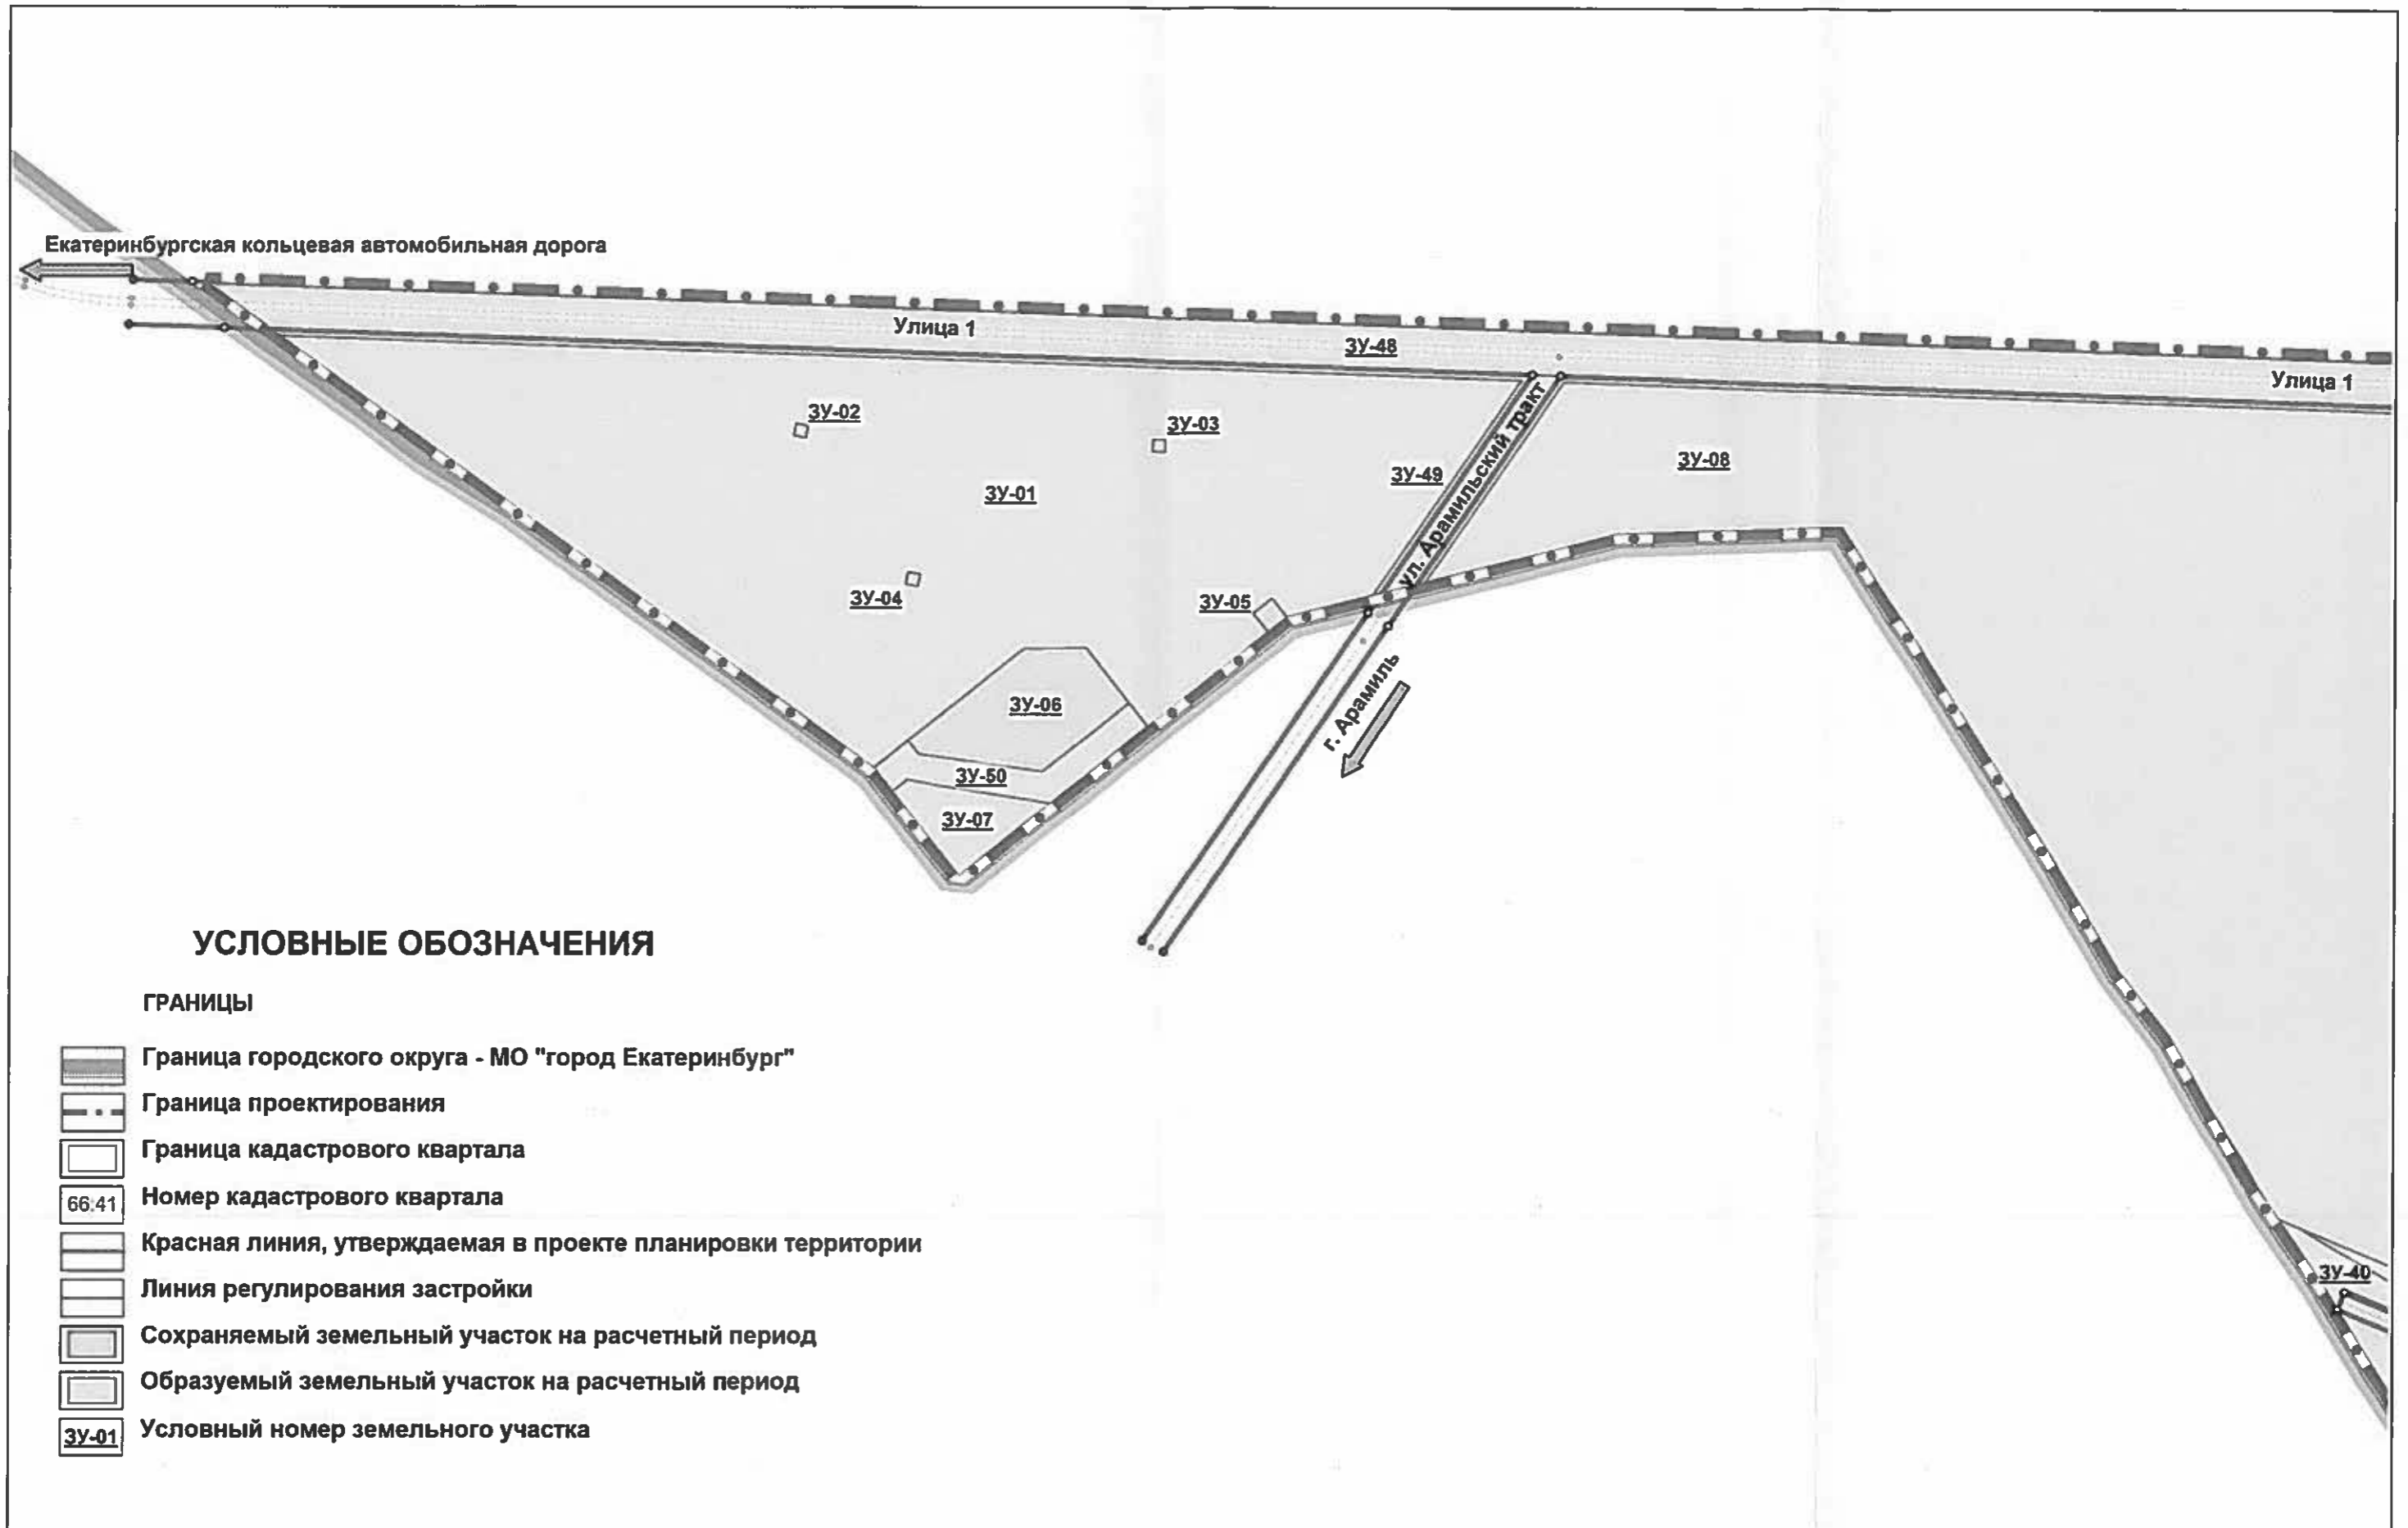 Екатеринбургская кольцевая автомобильная дорога
Улица 1
ЗУ-48
Улица 1
ЗУ-02
ЗУ-03
ул. Арамильский тракт
ЗУ-49
ЗУ-08
ЗУ-01
ЗУ-04
ЗУ-05
г. Арамиль
ЗУ-06
ЗУ-50
ЗУ-07
ЗУ-40
УСЛОВНЫЕ ОБОЗНАЧЕНИЯ
ГРАНИЦЫ
Граница городского округа - МО "город Екатеринбург"
Граница проектирования
Граница кадастрового квартала
66:41 Номер кадастрового квартала
Красная линия, утверждаемая в проекте планировки территории
Линия регулирования застройки
Сохраняемый земельный участок на расчетный период
Образуемый земельный участок на расчетный период
ЗУ-01 Условный номер земельного участка